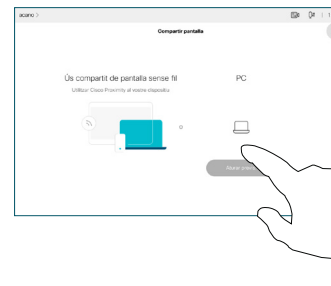 acano >
Compartir pantalla
Ús compartit de pantalla sense fil
Utilitzar Cisco Proximity al vostre dispositiu
o
PC